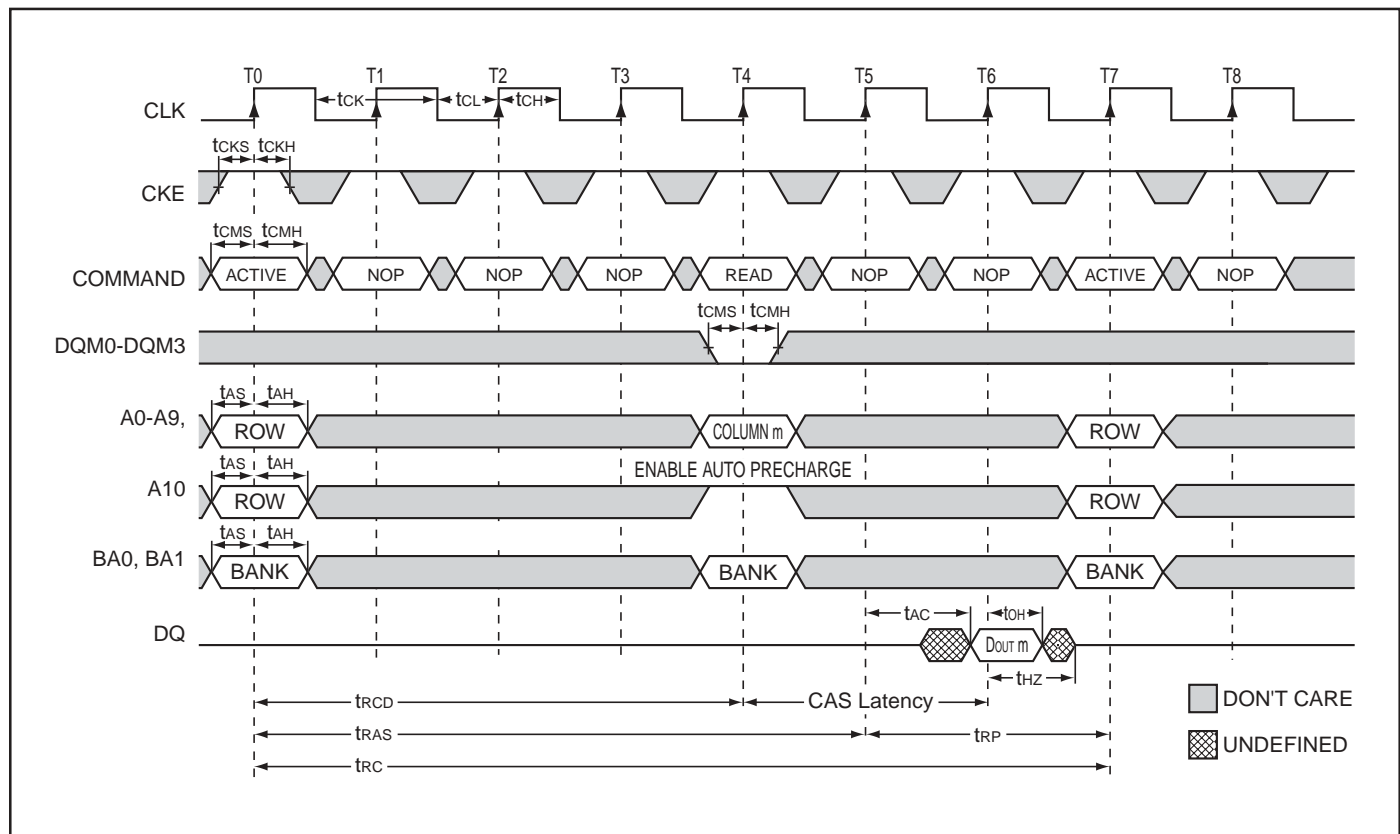 T0 T1 T2 T3 T4 T5 T6 T7 T8
CLK
tCK tCL tCH
tCKS tCKH
CKE
tCMS tCMH
COMMAND
ACTIVE NOP NOP NOP READ NOP NOP ACTIVE NOP
tCMS tCMH
DQM0-DQM3
tAS tAH
A0-A9,
ROW COLUMN m ROW
tAS tAH
ENABLE AUTO PRECHARGE
A10
ROW ROW
tAS tAH
BA0, BA1
BANK BANK BANK
tAC tOH
DQ
DOUT m
tHZ
tRCD CAS Latency
DON'T CARE
tRAS tRP
UNDEFINED
tRC